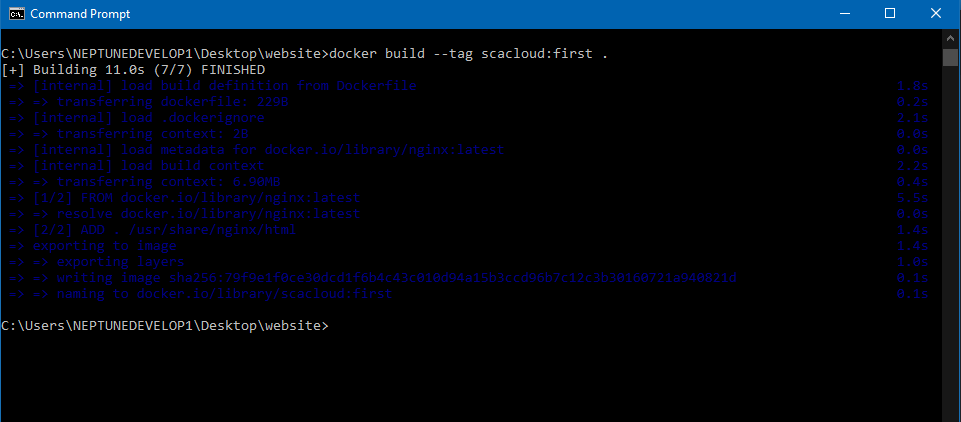 Command Prompt
C:\Users\NEPTUNEDEVELOP1\Desktop\website>docker build --tag scacloud:first .
[+] Building 11.0s (7/7) FINISHED
=> [internal] load build definition from Dockerfile 1.0s
=> => transferring dockerfile: 229B 0.2s
=> [internal] load .dockerignore 2.1s
=> => transferring context: 2B 0.0s
=> [internal] load metadata for docker.io/library/nginx:latest 0.0s
=> [internal] load build context 2.2s
=> => transferring context: 6.90MB 0.4s
=> [1/2] FROM docker.io/library/nginx:latest 5.5s
=> => resolve docker.io/library/nginx:latest 0.0s
=> [2/2] ADD . /usr/share/nginx/html 1.4s
=> exporting to image 1.4s
=> => exporting layers 1.0s
=> => writing image 0.1s
=> => naming to docker.io/library/scacloud:first 0.1s
C:\Users\NEPTUNEDEVELOP1\Desktop\website>